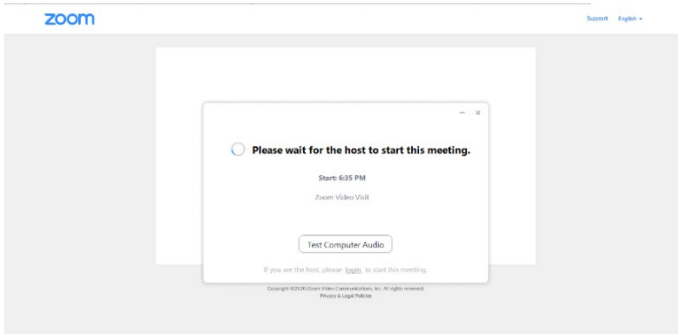 zoom
Support English
Please wait for the host to start this meeting.
Start: 6:35 PM
Zoom Video Visit
Test Computer Audio
If you are the host, please login to start this meeting.
Copyright ©2020 Zoom Video Communications, Inc. All rights reserved.
Privacy & Legal Policies